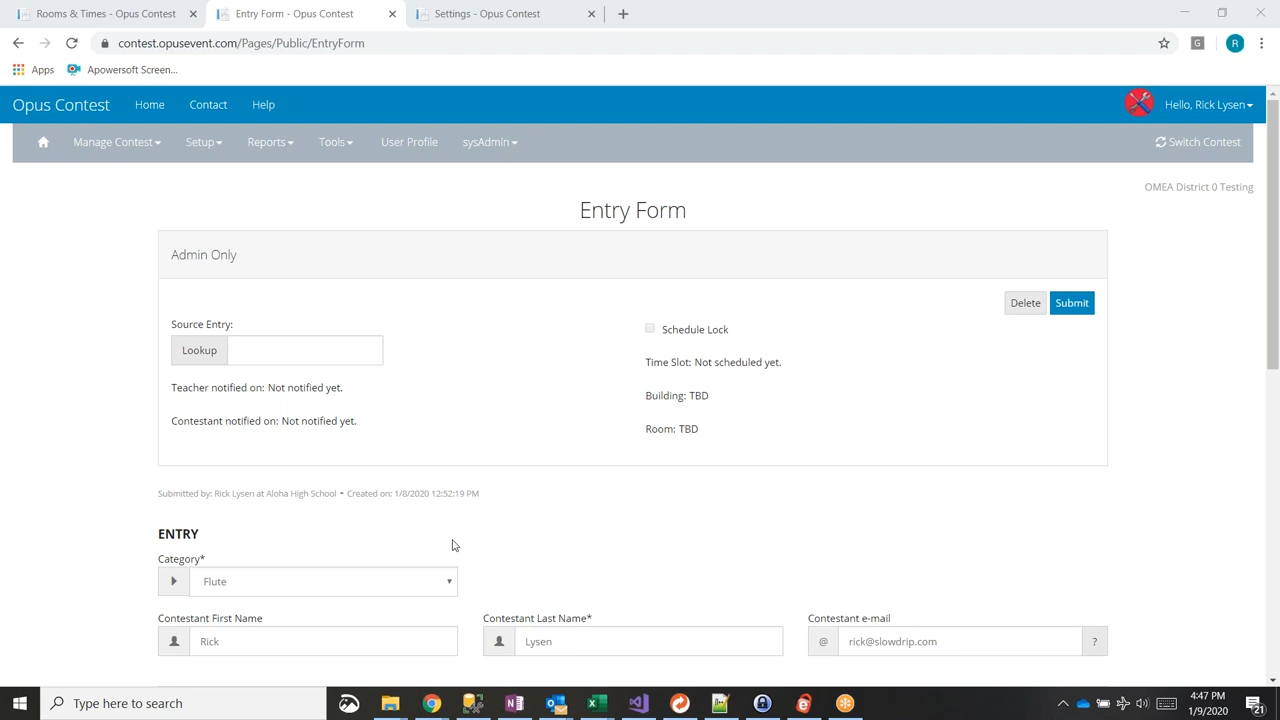 Rooms & Times - Opus Contest
Entry Form - Opus Contest
Settings - Opus Contest
contest.opusevent.com/Pages/Public/EntryForm
G
R
Apps
Apowersoft Screen...
Opus Contest
Home
Contact
Help
Hello, Rick Lysen
Manage Contest
Setup
Reports
Tools
User Profile
sysAdmin
Switch Contest
OMEA District 0 Testing
Entry Form
Admin Only
Delete
Submit
Source Entry:
Schedule Lock
Lookup
Time Slot: Not scheduled yet.
Teacher notified on: Not notified yet.
Building: TBD
Contestant notified on: Not notified yet.
Room: TBD
Submitted by: Rick Lysen at Aloha High School - Created on: 1/8/2020 12:52:19 PM
ENTRY
Category*
Flute
Contestant First Name
Contestant Last Name*
Contestant e-mail
Rick
Lysen
@
rick@slowdrip.com
?
Type here to search
4:47 PM
1/9/2020
21